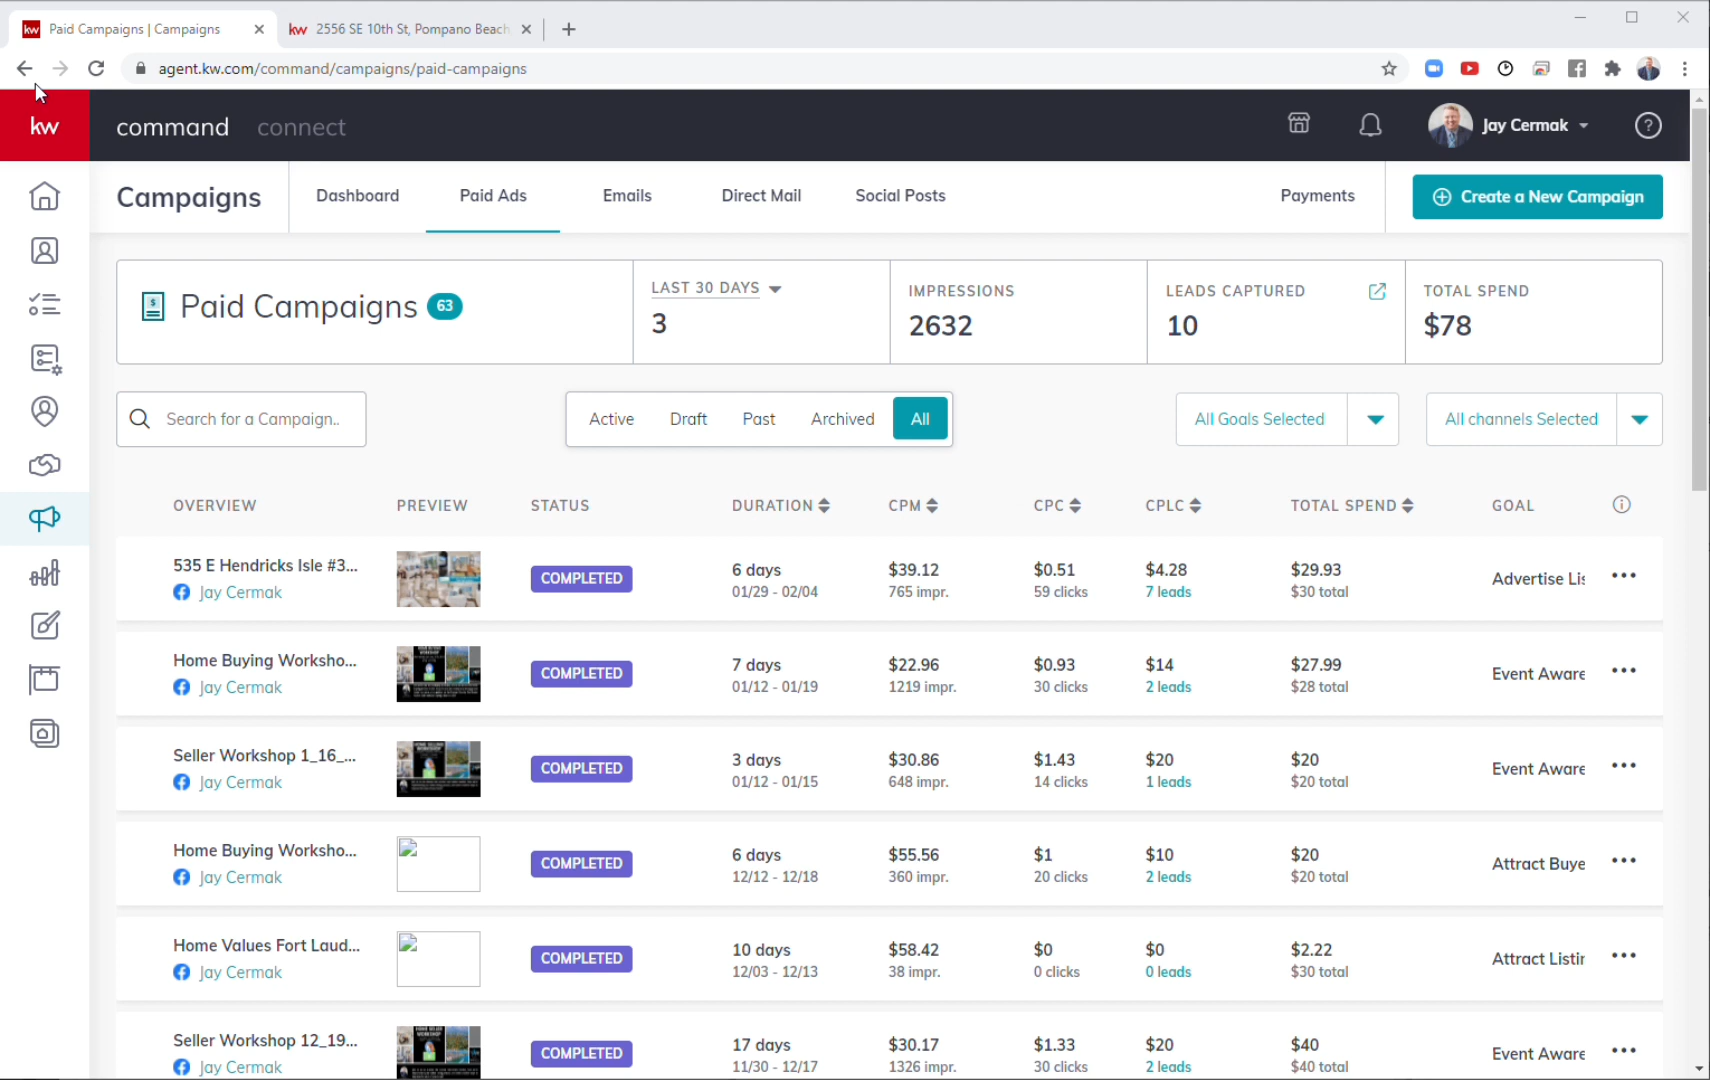 kw Paid Campaigns | Campaigns
kw 2556 SE 10th St, Pompano Beach,
agent.kw.com/command/campaigns/paid-campaigns
kw
command connect
Jay Cermak
Campaigns
Dashboard
Paid Ads
Emails
Direct Mail
Social Posts
Payments
Create a New Campaign
Paid Campaigns 63
LAST 30 DAYS
3
IMPRESSIONS
2632
LEADS CAPTURED
10
TOTAL SPEND
$78
Search for a Campaign..
Active Draft Past Archived All
All Goals Selected
All channels Selected
OVERVIEW PREVIEW STATUS DURATION CPM CPC CPLC TOTAL SPEND GOAL
535 E Hendricks Isle #3... COMPLETED 6 days $39.12 $0.51 $4.28 $29.93 Advertise Lis
Jay Cermak 01/29 - 02/04 765 impr. 59 clicks 7 leads $30 total
Home Buying Worksho... COMPLETED 7 days $22.96 $0.93 $14 $27.99 Event Aware
Jay Cermak 01/12 - 01/19 1219 impr. 30 clicks 2 leads $28 total
Seller Workshop 1_16_... COMPLETED 3 days $30.86 $1.43 $20 $20 Event Aware
Jay Cermak 01/12 - 01/15 648 impr. 14 clicks 1 leads $20 total
Home Buying Worksho... COMPLETED 6 days $55.56 $1 $10 $20 Attract Buye
Jay Cermak 12/12 - 12/18 360 impr. 20 clicks 2 leads $20 total
Home Values Fort Laud... COMPLETED 10 days $58.42 $0 $0 $2.22 Attract Listir
Jay Cermak 12/03 - 12/13 38 impr. 0 clicks 0 leads $30 total
Seller Workshop 12_19... COMPLETED 17 days $30.17 $1.33 $20 $40 Event Aware
Jay Cermak 11/30 - 12/17 1326 impr. 30 clicks 2 leads $40 total